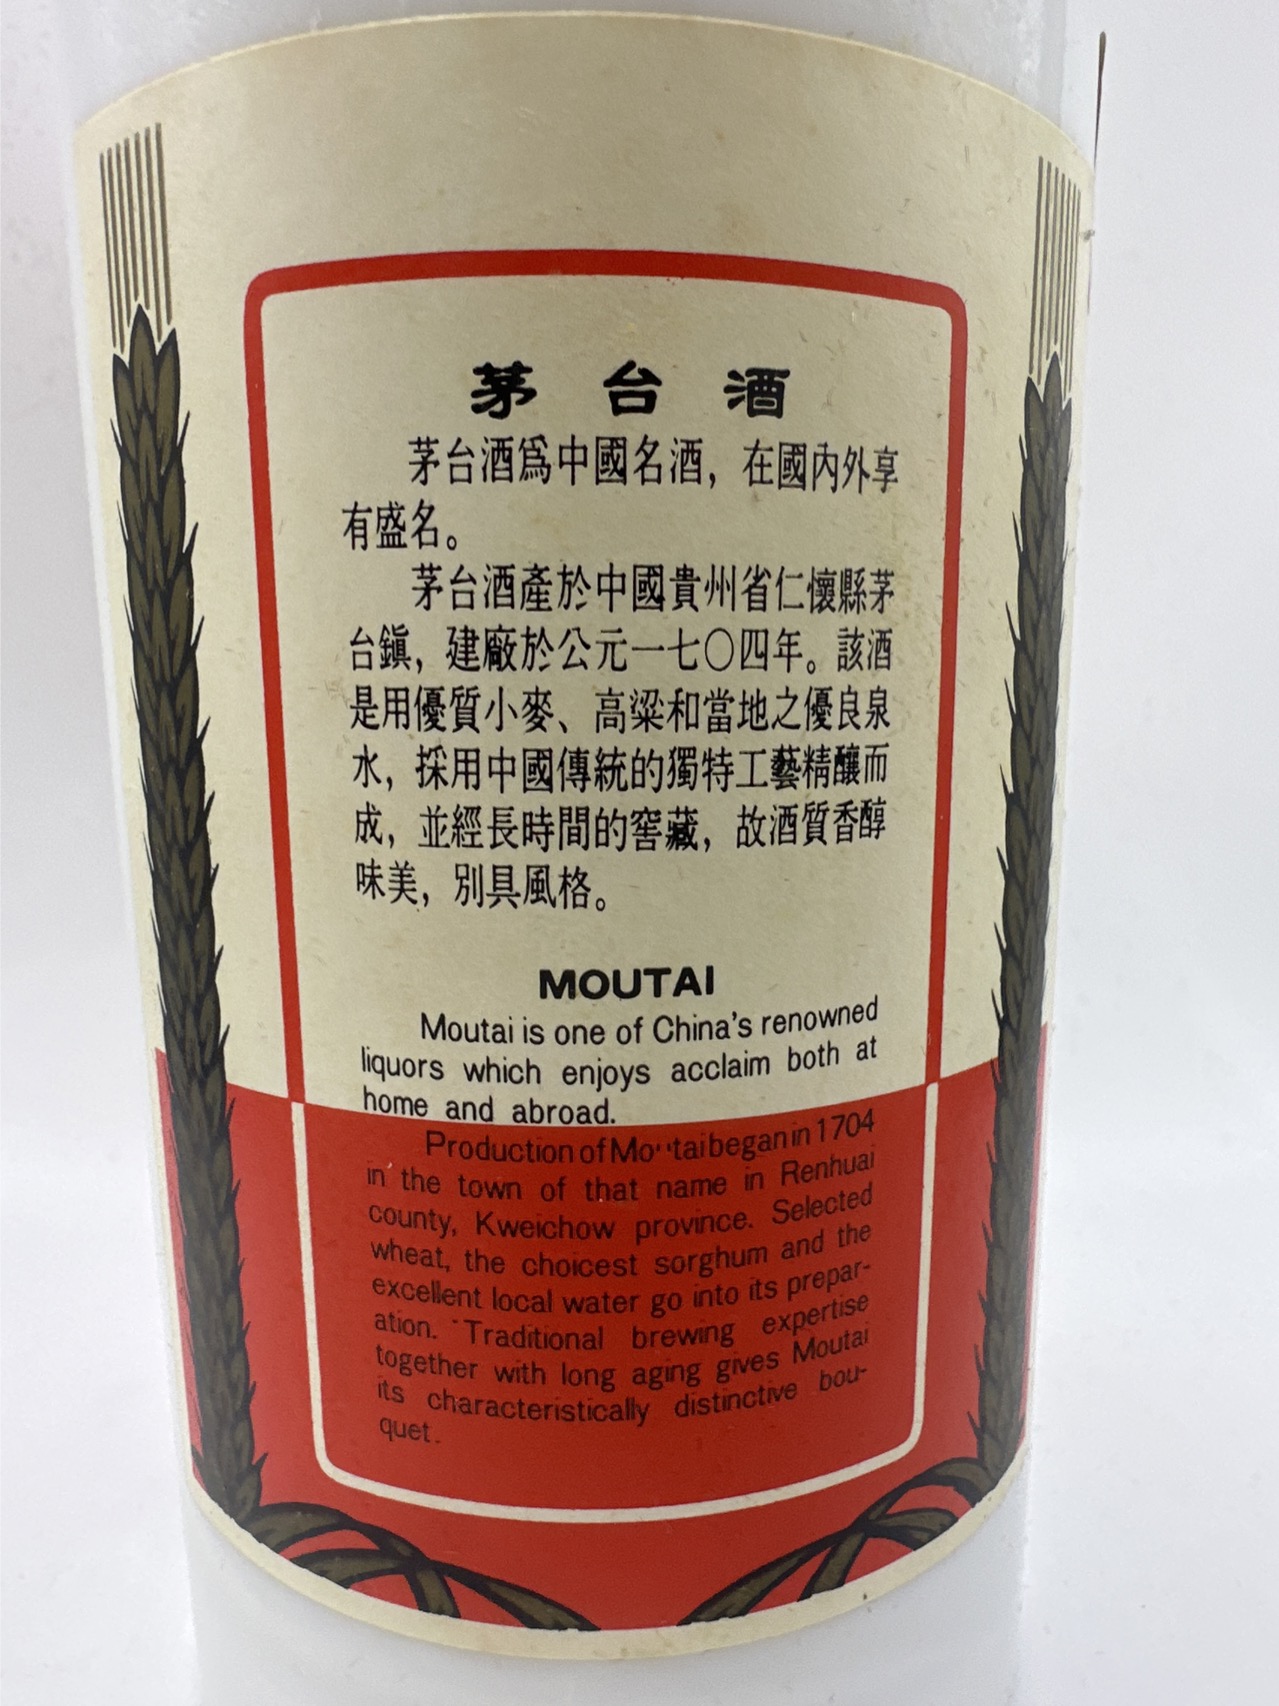 茅台酒
茅台酒爲中國名酒，在國內外享
有盛名。
茅台酒產於中國貴州省仁懷縣茅
台鎭，建廠於公元一七〇四年。該酒
是用優質小麥、高粱和當地之優良泉
水，採用中國傳統的獨特工藝精釀而
成，並經長時間的窖藏，故酒質香醇
味美，別具風格。
MOUTAI
Moutai is one of China's renowned
liquors which enjoys acclaim both at
home and abroad.
Production of Moutai began in 1704
in the town of that name in Renhuai
county, Kweichow province. Selected
wheat, the choicest sorghum and the
excellent local water go into its prepar-
ation. Traditional brewing expertise
together with long aging gives Moutai
its characteristically distinctive bou-
quet.